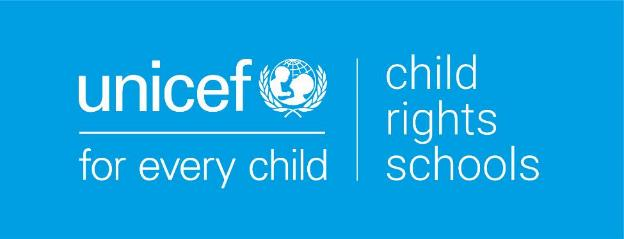 unicef
for every child
child
rights
schools